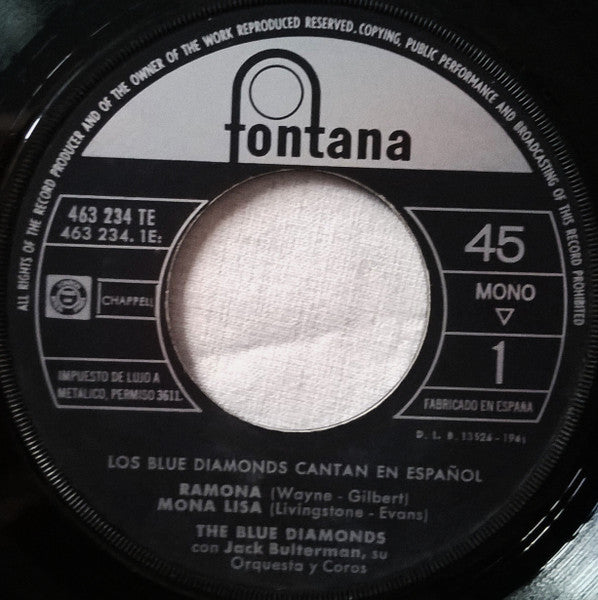 ALL RIGHTS OF THE RECORD PRODUCER AND OF THE OWNER OF THE WORK REPRODUCED RESERVED. COPYING, PUBLIC PERFORMANCE AND BROADCASTING OF THIS RECORD PROHIBITED
fontana
463 234 TE
463 234. 1E:
CHAPPELL
IMPUESTO DE LUJO A
METALICO, PERMISO 3611.
45
MONO
1
FABRICADO EN ESPAÑA
D. L. B. 13526 - 1961
LOS BLUE DIAMONDS CANTAN EN ESPAÑOL
RAMONA (Wayne - Gilbert)
MONA LISA (Livingstone - Evans)
THE BLUE DIAMONDS
con Jack Bulterman, su
Orquesta y Coros